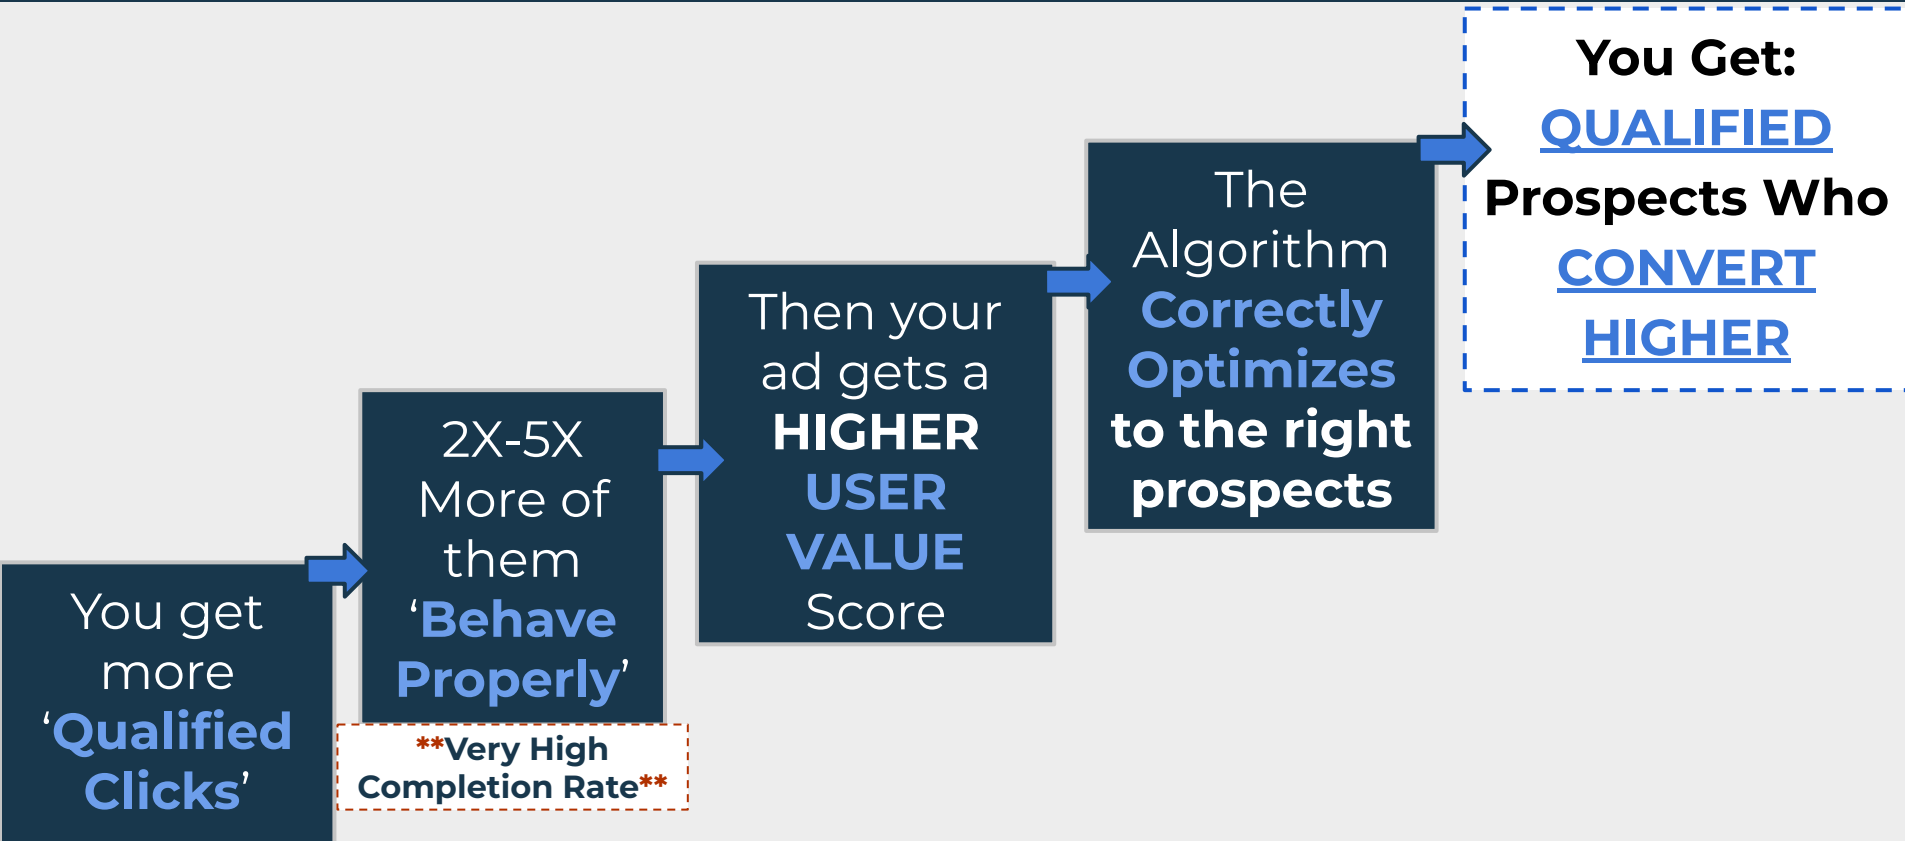 You get
more
‘Qualified
Clicks’
2X-5X
More of
them
‘Behave
Properly’
**Very High
Completion Rate**
Then your
ad gets a
HIGHER
USER
VALUE
Score
The
Algorithm
Correctly
Optimizes
to the right
prospects
You Get:
QUALIFIED
Prospects Who
CONVERT
HIGHER